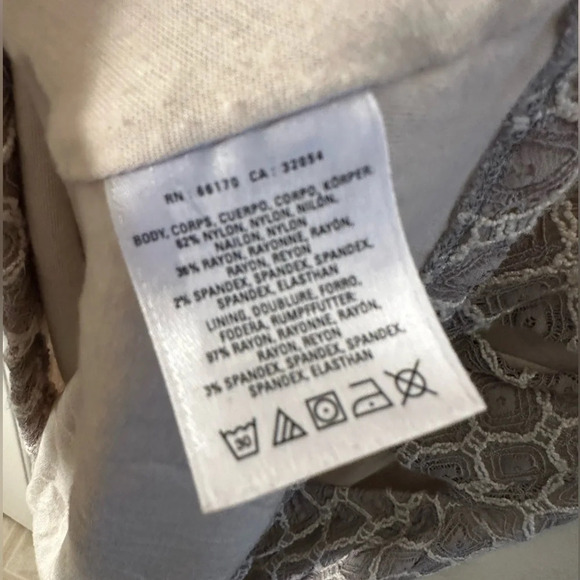 RN : 66170 CA : 32054
BODY, CORPS, CUERPO, CORPO, KÖRPER:
62% NYLON, NYLON, NILÓN,
NAILON, NYLON
36% RAYON, RAYONNE, RAYÓN,
RAYON, REYON
2% SPANDEX, SPANDEX, SPANDEX,
SPANDEX, ELASTHAN
LINING, DOUBLURE, FORRO,
FODERA, RUMPFFUTTER:
97% RAYON, RAYONNE, RAYÓN,
RAYON, REYON
3% SPANDEX, SPANDEX, SPANDEX,
SPANDEX, ELASTHAN
30